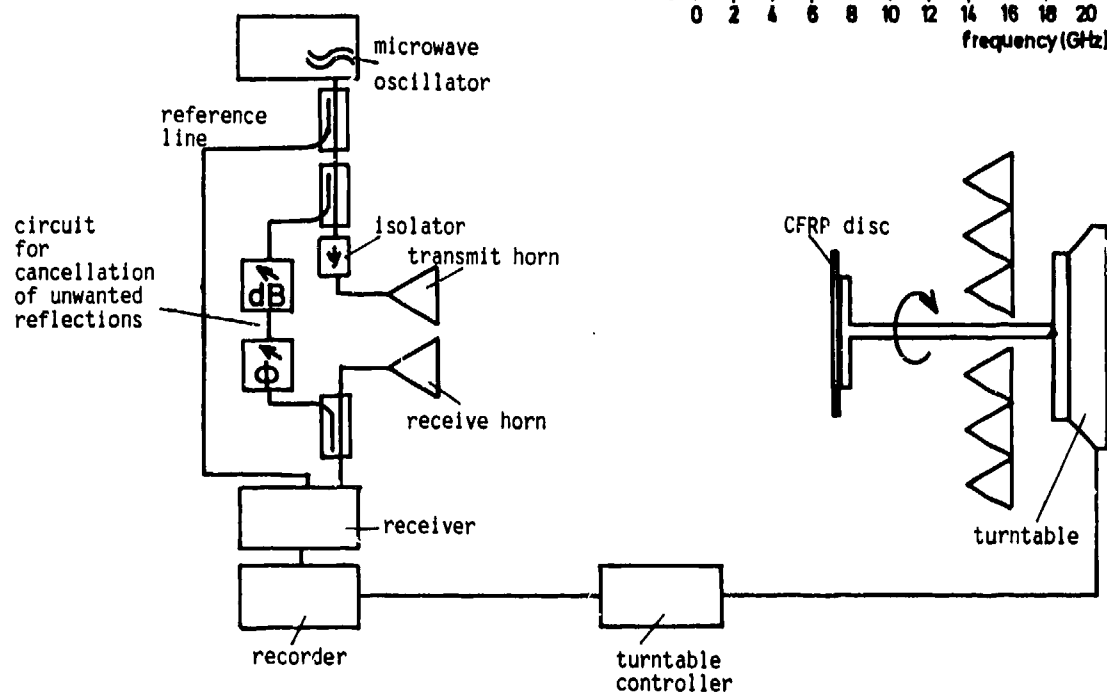 0 2 4 6 8 10 12 14 16 18 20
frequency(GHz)
microwave
oscillator
reference
line
circuit
for
cancellation
of unwanted
reflections
isolator
transmit horn
dB
Φ
receive horn
CFRP disc
receiver
turntable
recorder
turntable
controller